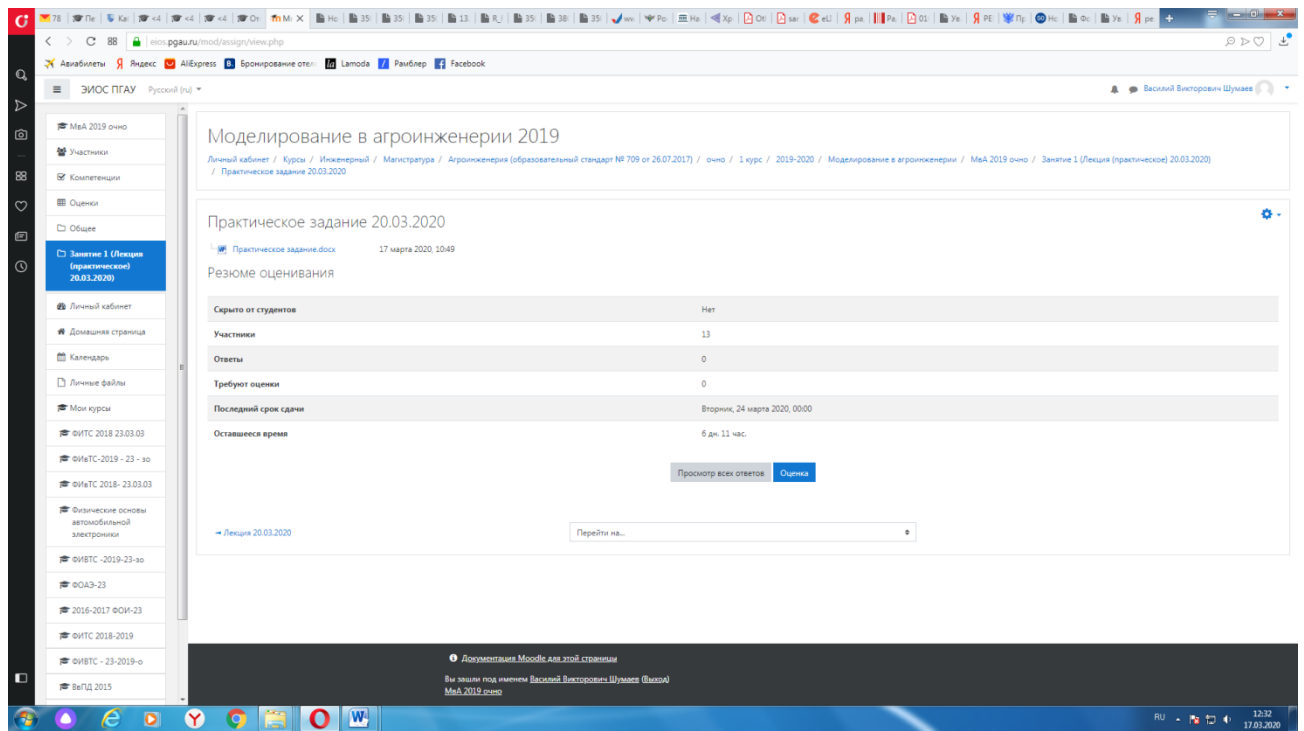 78
eios.pgau.ru/mod/assign/view.php
Авиабилеты Яндекс AliExpress Бронирование отел Lamoda Рамблер Facebook
ЭИОС ПГАУ Русский (ru)
Василий Викторович Шумаев
МвА 2019 очно
Участники
Компетенции
Оценки
Общее
Занятие 1 (Лекция
(практическое)
20.03.2020)
Личный кабинет
Домашняя страница
Календарь
Личные файлы
Мои курсы
ФИТС 2018 23.03.03
ФИвТС-2019 - 23 - зо
ФИвТС 2018- 23.03.03
Физические основы
автомобильной
электроники
ФИВТС -2019-23-зо
ФОАЭ-23
2016-2017 ФОИ-23
ФИТС 2018-2019
ФИВТС - 23-2019-о
ВвПД 2015
Моделирование в агроинженерии 2019
Личный кабинет / Курсы / Инженерный / Магистратура / Агроинженерия (образовательный стандарт № 709 от 26.07.2017) / очно / 1 курс / 2019-2020 / Моделирование в агроинженерии / МвА 2019 очно / Занятие 1 (Лекция (практическое) 20.03.2020)
/ Практическое задание 20.03.2020
Практическое задание 20.03.2020
Практическое задание.docx 17 марта 2020, 10:49
Резюме оценивания
Скрыто от студентов Нет
Участники 13
Ответы 0
Требуют оценки 0
Последний срок сдачи Вторник, 24 марта 2020, 00:00
Оставшееся время 6 дн. 11 час.
Просмотр всех ответов Оценка
→ Лекция 20.03.2020 Перейти на...
Документация Moodle для этой страницы
Вы зашли под именем Василий Викторович Шумаев (Выход)
МвА 2019 очно
RU
12:32
17.03.2020